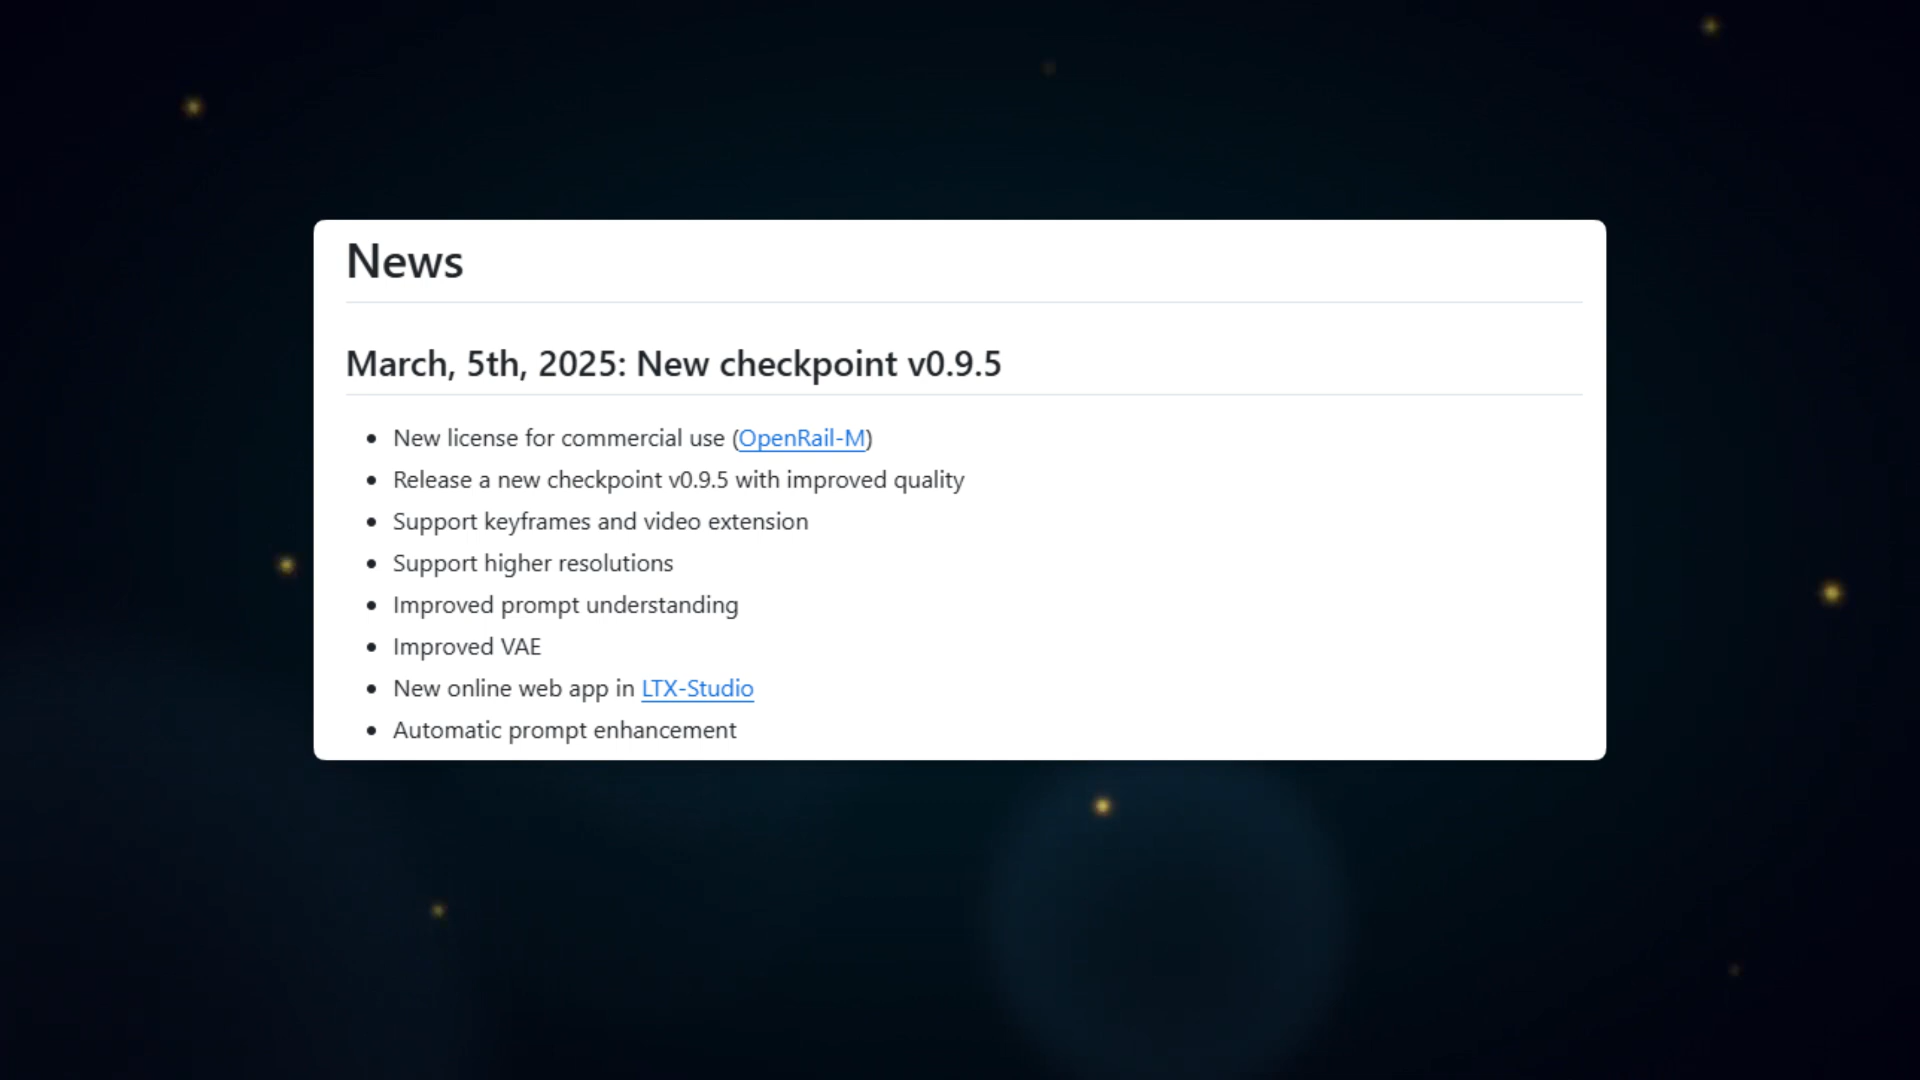 News
March, 5th, 2025: New checkpoint v0.9.5
• New license for commercial use (OpenRail-M)
• Release a new checkpoint v0.9.5 with improved quality
• Support keyframes and video extension
• Support higher resolutions
• Improved prompt understanding
• Improved VAE
• New online web app in LTX-Studio
• Automatic prompt enhancement